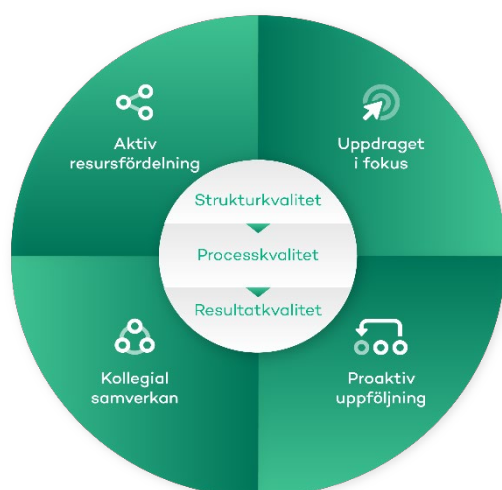 Aktiv
resursfördelning
Uppdraget
i fokus
Strukturkvalitet
Processkvalitet
Resultatkvalitet
Kollegial
samverkan
Proaktiv
uppföljning